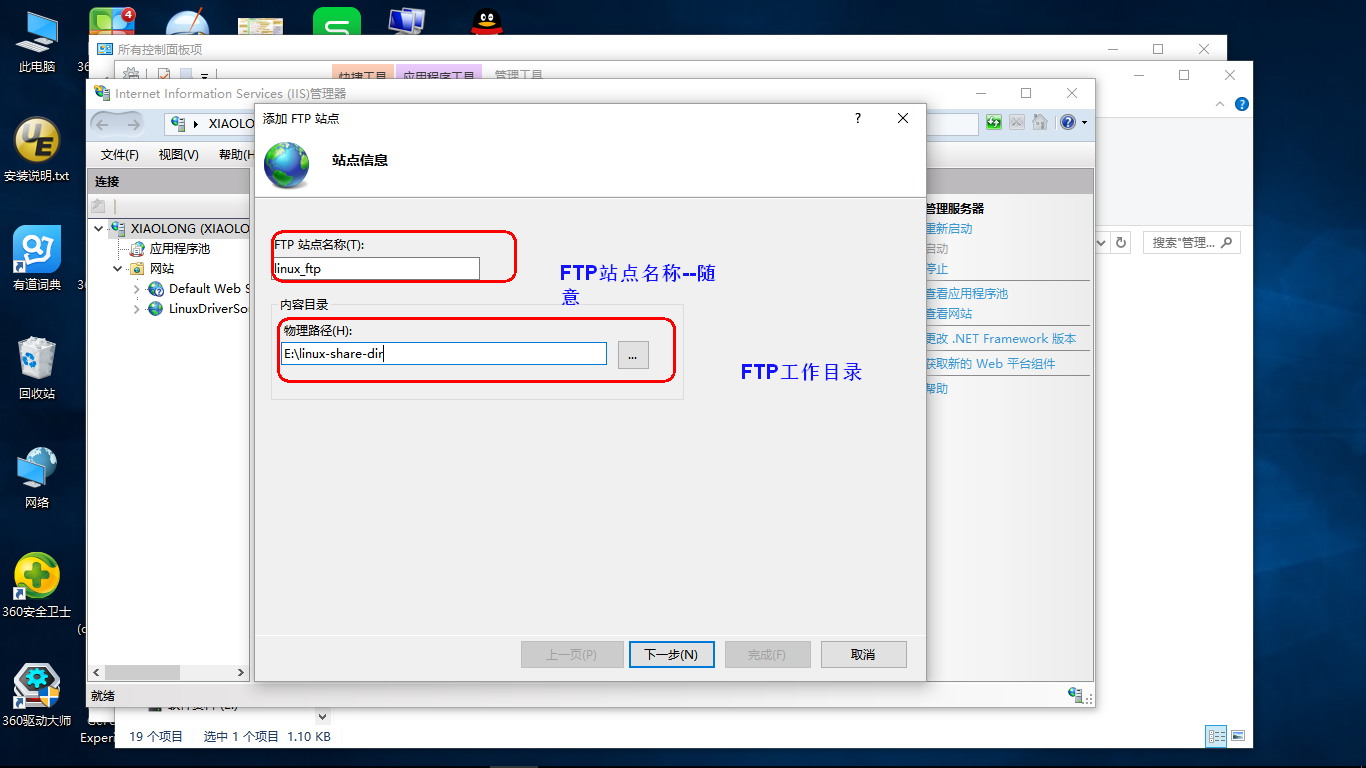 4
此电脑
36
所有控制面板项
快捷工具
应用程序工具
管理工具
Internet Information Services (IIS)管理器
XIAOLO
文件(F)
视图(V)
帮助(H
连接
XIAOLONG (XIAOLO
应用程序池
网站
Default Web S
LinuxDriverSo
就绪
添加 FTP 站点
?
站点信息
FTP 站点名称(T):
linux_ftp
FTP站点名称--随
意
内容目录
物理路径(H):
E:\linux-share-dir
...
FTP工作目录
上一页(P)
下一步(N)
完成(F)
取消
管理服务器
重新启动
启动
停止
查看应用程序池
查看网站
更改 .NET Framework 版本
获取新的 Web 平台组件
帮助
搜索"管理...
UE
安装说明.txt
有道词典
36
回收站
网络
360安全卫士
(c
360驱动大师
Experi
19 个项目
选中 1 个项目
1.10 KB